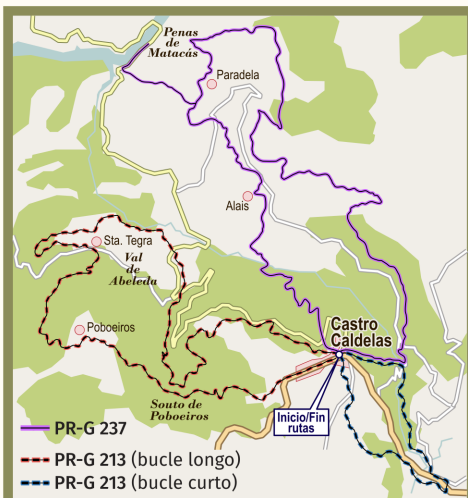 Penas
de
Matacás
Paradela
Alais
Sta. Tegra
Val
de
Abeleda
Poboeiros
Castro
Caldelas
Souto de
Poboeiros
Inicio/Fin
rutas
PR-G 237
PR-G 213 (bucle longo)
PR-G 213 (bucle curto)